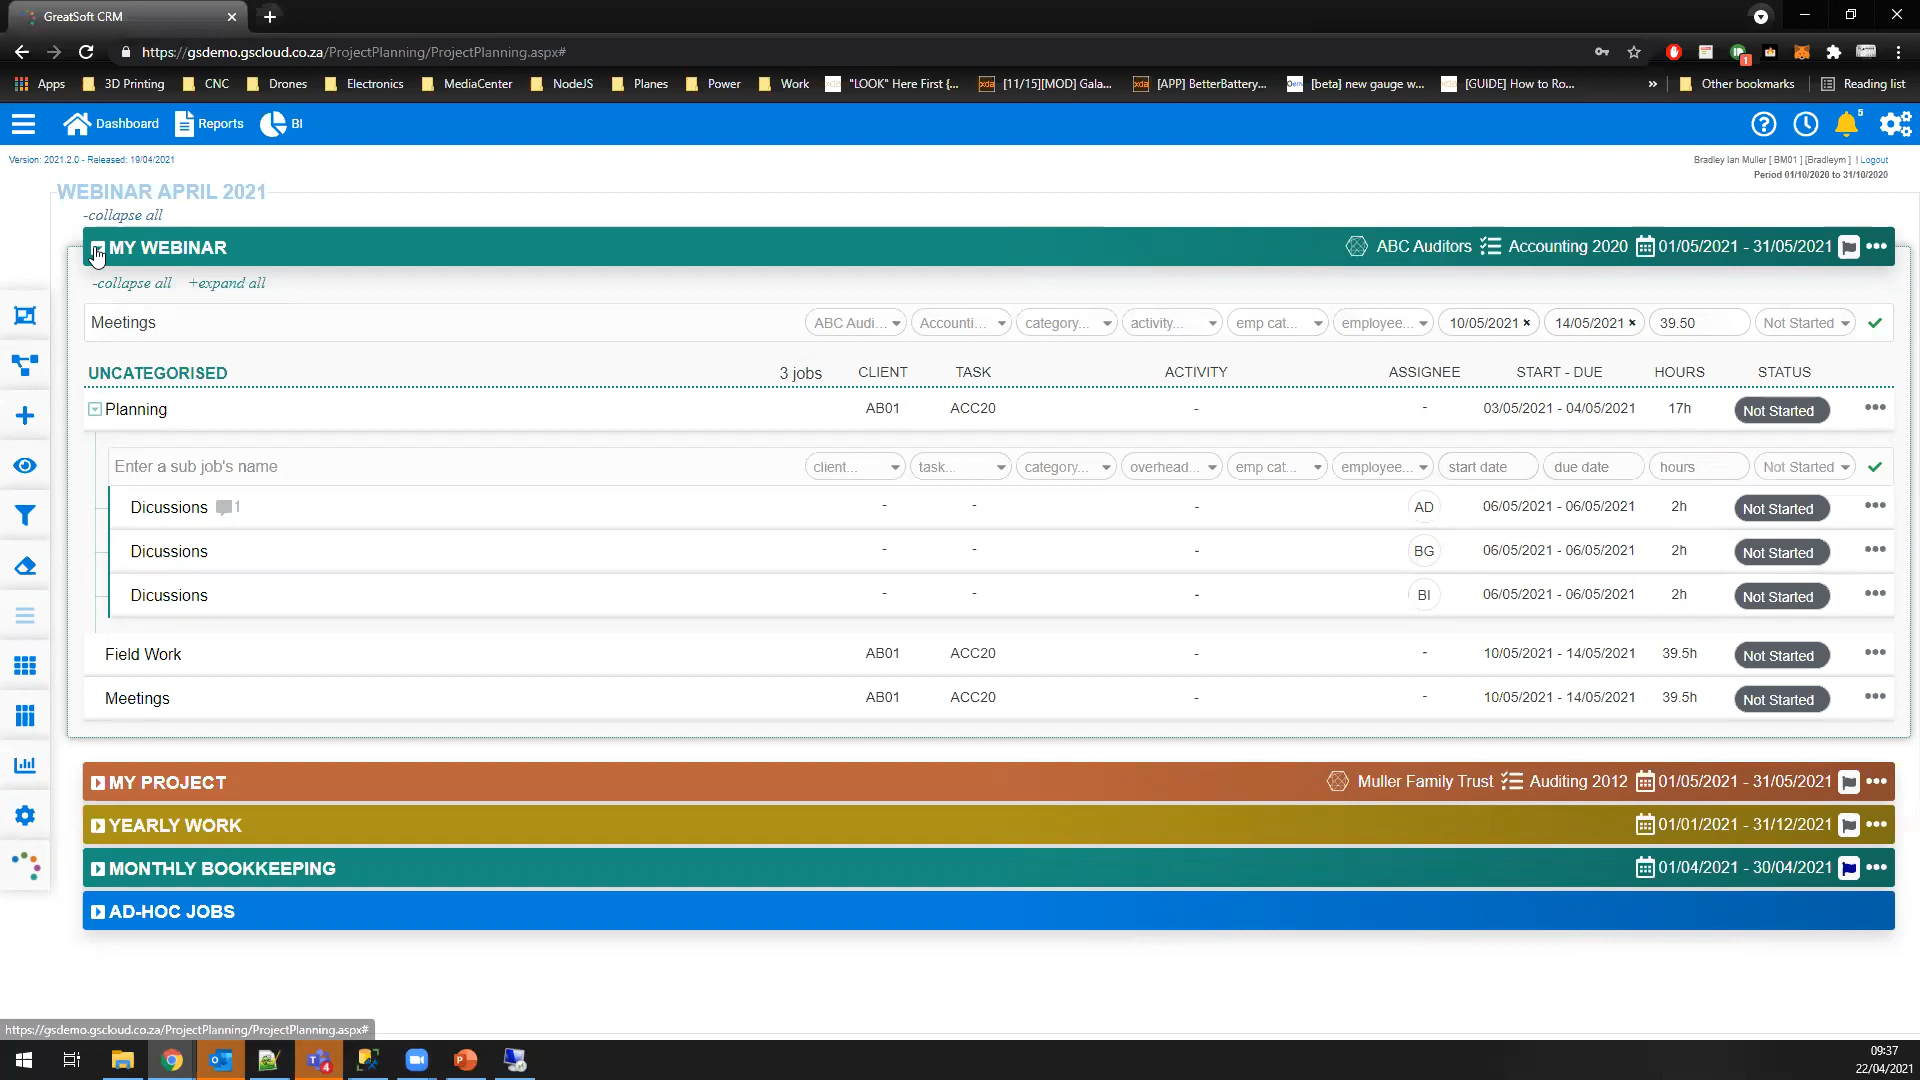 GreatSoft CRM
https://gsdemo.gscloud.co.za/ProjectPlanning/ProjectPlanning.aspx#
Apps 3D Printing CNC Drones Electronics MediaCenter NodeJS Planes Power Work "LOOK" Here First {... [11/15][MOD] Gala... [APP] BetterBattery... [beta] new gauge w... [GUIDE] How to Ro... » Other bookmarks Reading list
Dashboard Reports BI
Version: 2021.2.0 - Released: 19/04/2021
Bradley Ian Muller [ BM01 ] [Bradleym ] | Logout
Period 01/10/2020 to 31/10/2020
WEBINAR APRIL 2021
-collapse all
MY WEBINAR ABC Auditors Accounting 2020 01/05/2021 - 31/05/2021
-collapse all +expand all
Meetings ABC Audi... Accounti... category... activity... emp cat... employee... 10/05/2021 × 14/05/2021 × 39.50 Not Started
UNCATEGORISED 3 jobs CLIENT TASK ACTIVITY ASSIGNEE START - DUE HOURS STATUS
Planning AB01 ACC20 - - 03/05/2021 - 04/05/2021 17h Not Started
Enter a sub job's name client... task... category... overhead... emp cat... employee... start date due date hours Not Started
Dicussions 1 - - - AD 06/05/2021 - 06/05/2021 2h Not Started
Dicussions - - - BG 06/05/2021 - 06/05/2021 2h Not Started
Dicussions - - - BI 06/05/2021 - 06/05/2021 2h Not Started
Field Work AB01 ACC20 - - 10/05/2021 - 14/05/2021 39.5h Not Started
Meetings AB01 ACC20 - - 10/05/2021 - 14/05/2021 39.5h Not Started
MY PROJECT Muller Family Trust Auditing 2012 01/05/2021 - 31/05/2021
YEARLY WORK 01/01/2021 - 31/12/2021
MONTHLY BOOKKEEPING 01/04/2021 - 30/04/2021
AD-HOC JOBS
https://gsdemo.gscloud.co.za/ProjectPlanning/ProjectPlanning.aspx#
09:37
22/04/2021